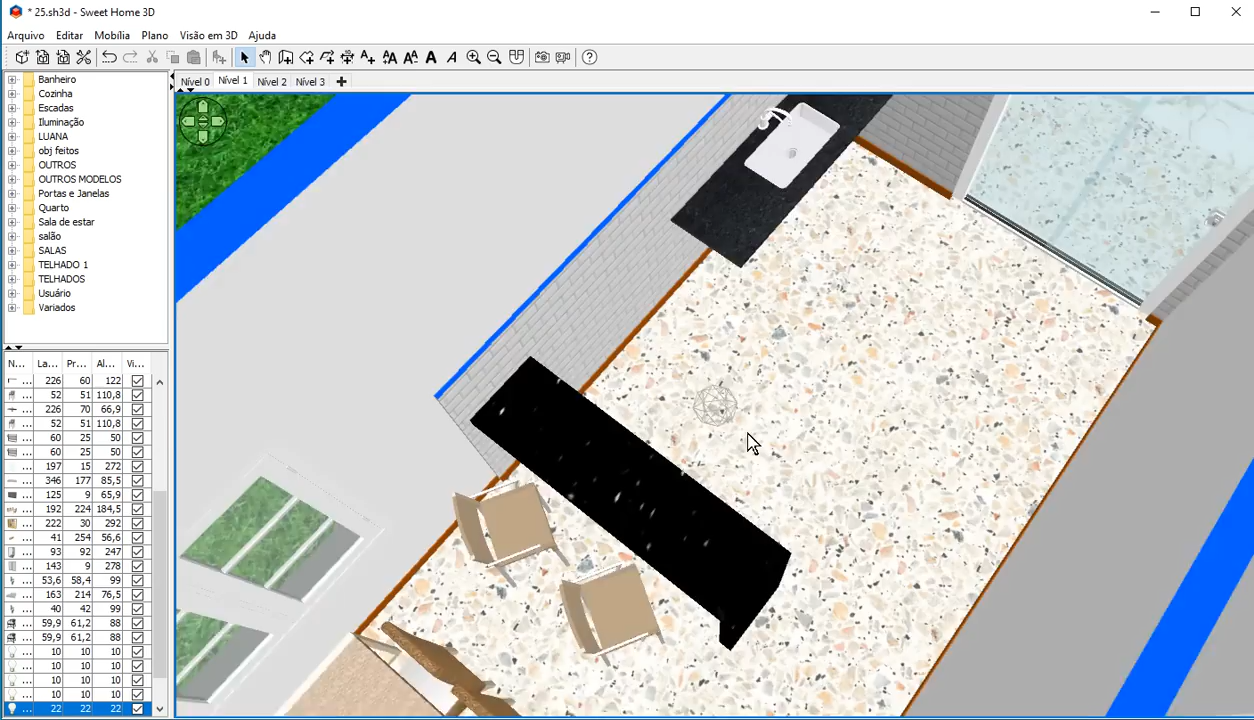 * 25.sh3d - Sweet Home 3D
Arquivo Editar Mobília Plano Visão em 3D Ajuda
Nível 0 Nível 1 Nível 2 Nível 3
Banheiro
Cozinha
Escadas
Iluminação
LUANA
obj feitos
OUTROS
OUTROS MODELOS
Portas e Janelas
Quarto
Sala de estar
salão
SALAS
TELHADO 1
TELHADOS
Usuário
Variados
N... La... Pr... Al... Vi...
... 226 60 122
... 52 51 110,8
... 226 70 66,9
... 52 51 110,8
... 60 25 50
... 60 25 50
... 197 15 272
... 346 177 85,5
... 125 9 65,9
... 192 224 184,5
... 222 30 292
... 41 254 56,6
... 93 92 247
... 143 9 278
... 53,6 58,4 99
... 163 214 76,5
... 40 42 99
... 59,9 61,2 88
... 59,9 61,2 88
... 10 10 10
... 10 10 10
... 10 10 10
... 10 10 10
... 22 22 22